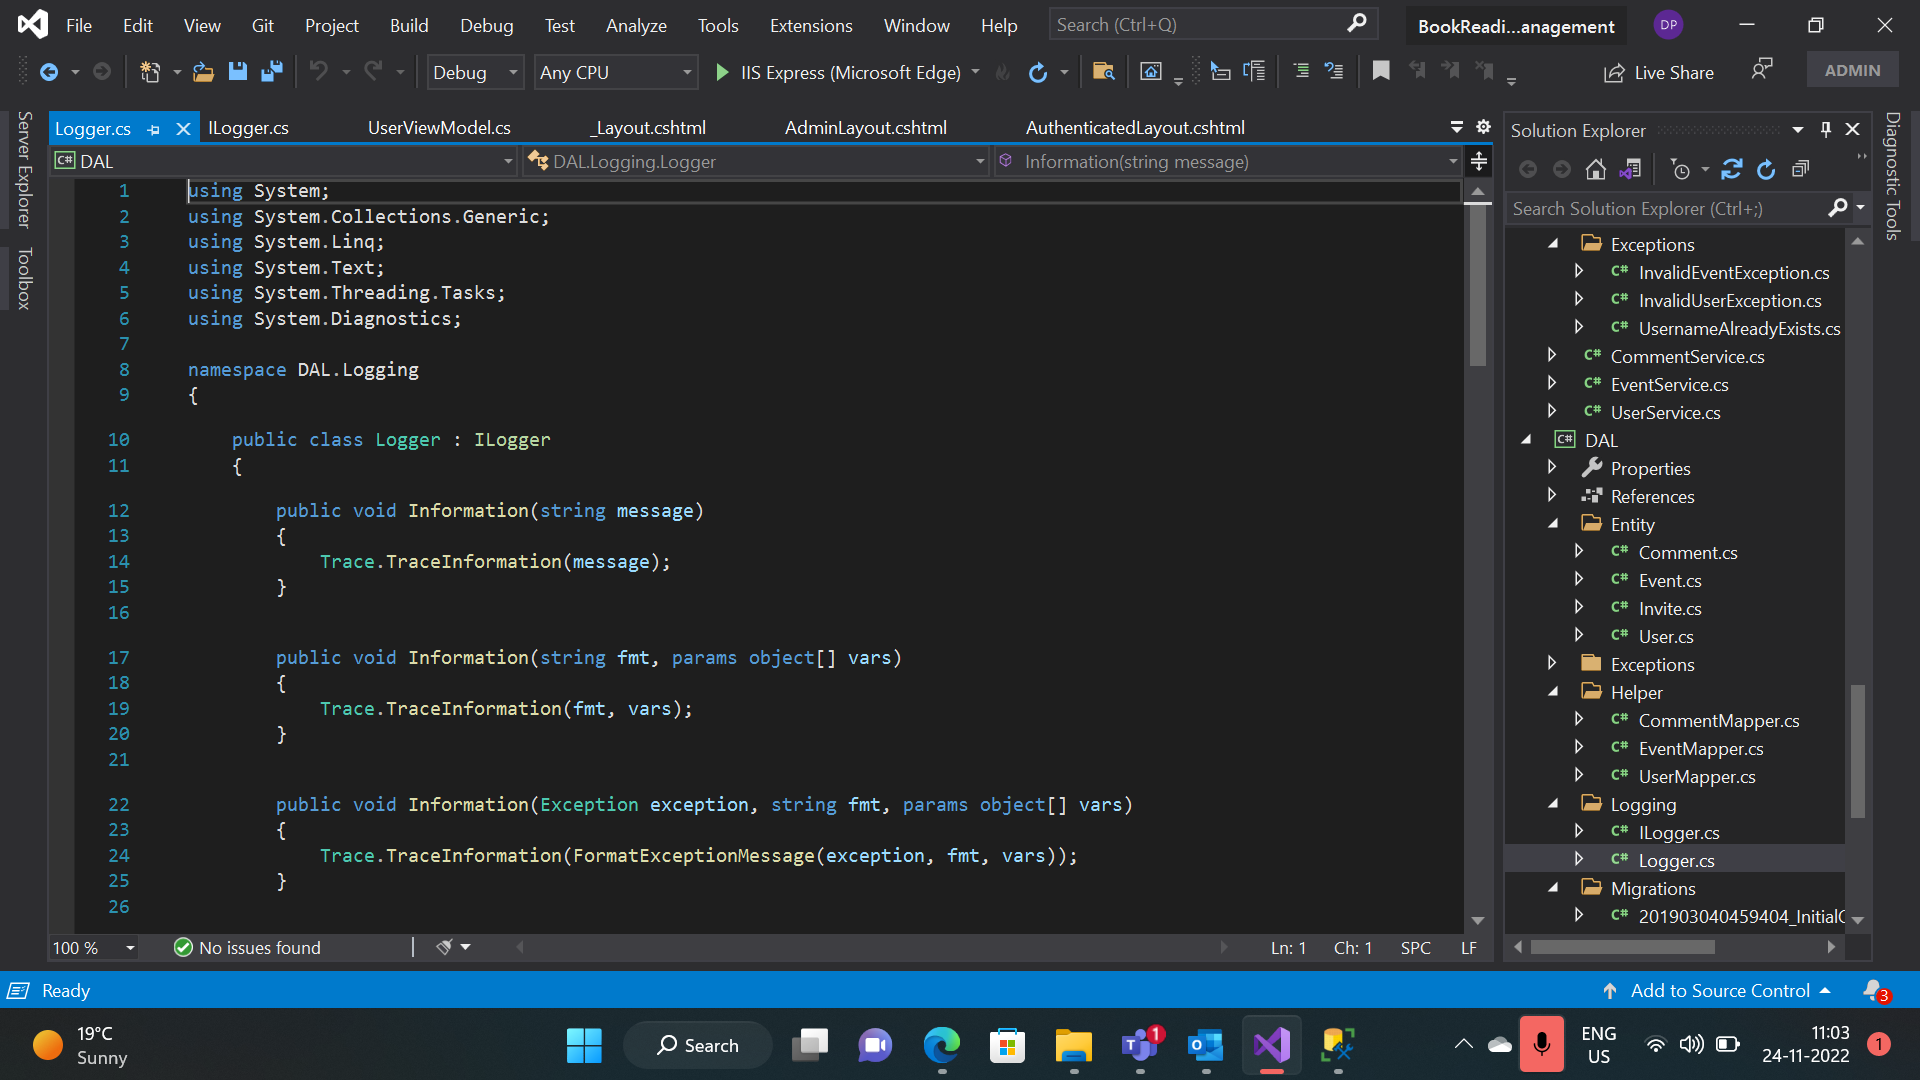 File Edit View Git Project Build Debug Test Analyze Tools Extensions Window Help Search (Ctrl+Q) BookReadi...anagement DP
Debug Any CPU IIS Express (Microsoft Edge) Live Share ADMIN
Server Explorer
Toolbox
Logger.cs ILogger.cs UserViewModel.cs _Layout.cshtml AdminLayout.cshtml AuthenticatedLayout.cshtml
C# DAL DAL.Logging.Logger Information(string message)
1 using System;
2 using System.Collections.Generic;
3 using System.Linq;
4 using System.Text;
5 using System.Threading.Tasks;
6 using System.Diagnostics;
7
8 namespace DAL.Logging
9 {
10 public class Logger : ILogger
11 {
12 public void Information(string message)
13 {
14 Trace.TraceInformation(message);
15 }
16
17 public void Information(string fmt, params object[] vars)
18 {
19 Trace.TraceInformation(fmt, vars);
20 }
21
22 public void Information(Exception exception, string fmt, params object[] vars)
23 {
24 Trace.TraceInformation(FormatExceptionMessage(exception, fmt, vars));
25 }
26
100 % No issues found Ln: 1 Ch: 1 SPC LF
Solution Explorer
Search Solution Explorer (Ctrl+;)
Exceptions
C# InvalidEventException.cs
C# InvalidUserException.cs
C# UsernameAlreadyExists.cs
C# CommentService.cs
C# EventService.cs
C# UserService.cs
C# DAL
Properties
References
Entity
C# Comment.cs
C# Event.cs
C# Invite.cs
C# User.cs
Exceptions
Helper
C# CommentMapper.cs
C# EventMapper.cs
C# UserMapper.cs
Logging
C# ILogger.cs
C# Logger.cs
Migrations
C# 201903040459404_InitialC
Diagnostic Tools
Ready Add to Source Control 3
19°C
Sunny
Search
1
ENG
US
11:03
24-11-2022
1